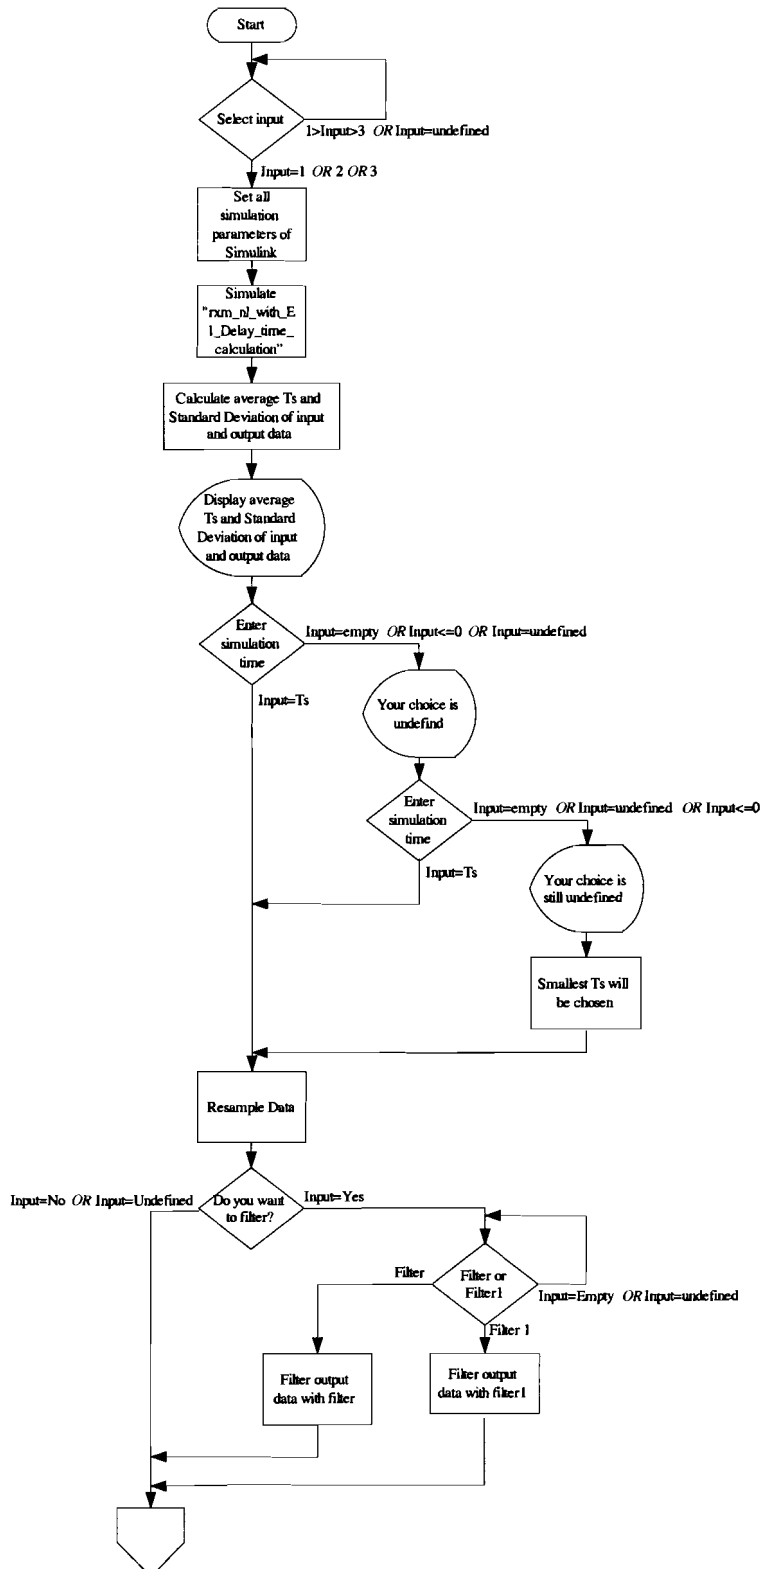 Start
Select input
1>Input>3 OR Input=undefined
Input=1 OR 2 OR 3
Set all
simulation
parameters of
Simulink
Simulate
"rxm_nl_with_E
1_Delay_time_
calculation"
Calculate average Ts and
Standard Deviation of input
and output data
Display average
Ts and Standard
Deviation of input
and output data
Enter
simulation
time
Input=empty OR Input<=0 OR Input=undefined
Input=Ts
Your choice is
undefind
Enter
simulation
time
Input=empty OR Input=undefined OR Input<=0
Input=Ts
Your choice is
still undefined
Smallest Ts will
be chosen
Resample Data
Input=No OR Input=Undefined
Do you want
to filter?
Input=Yes
Filter
Filter or
Filter1
Input=Empty OR Input=undefined
Filter 1
Filter output
data with filter
Filter output
data with filter1